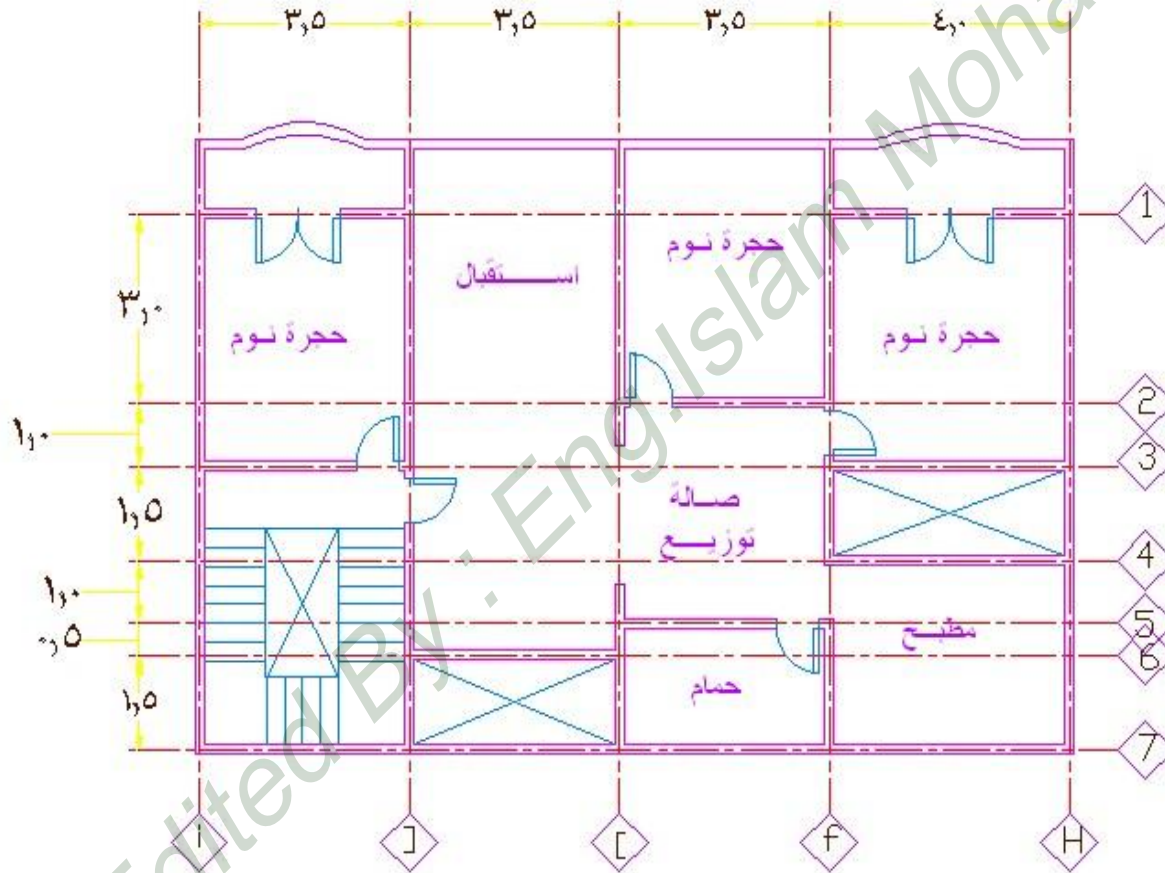 ٣,٥ ٣,٥ ٣,٥ ٤,٠
1
حجرة نوم
استقبال
٣,٠
حجرة نوم
حجرة نوم
2
١,٠
3
صالة
١,٥
توزيع
4
١,٠
5
مطبخ
٠,٥
6
حمام
١,٥
7
i ] [ f H
Edited By : Eng.Islam Moha